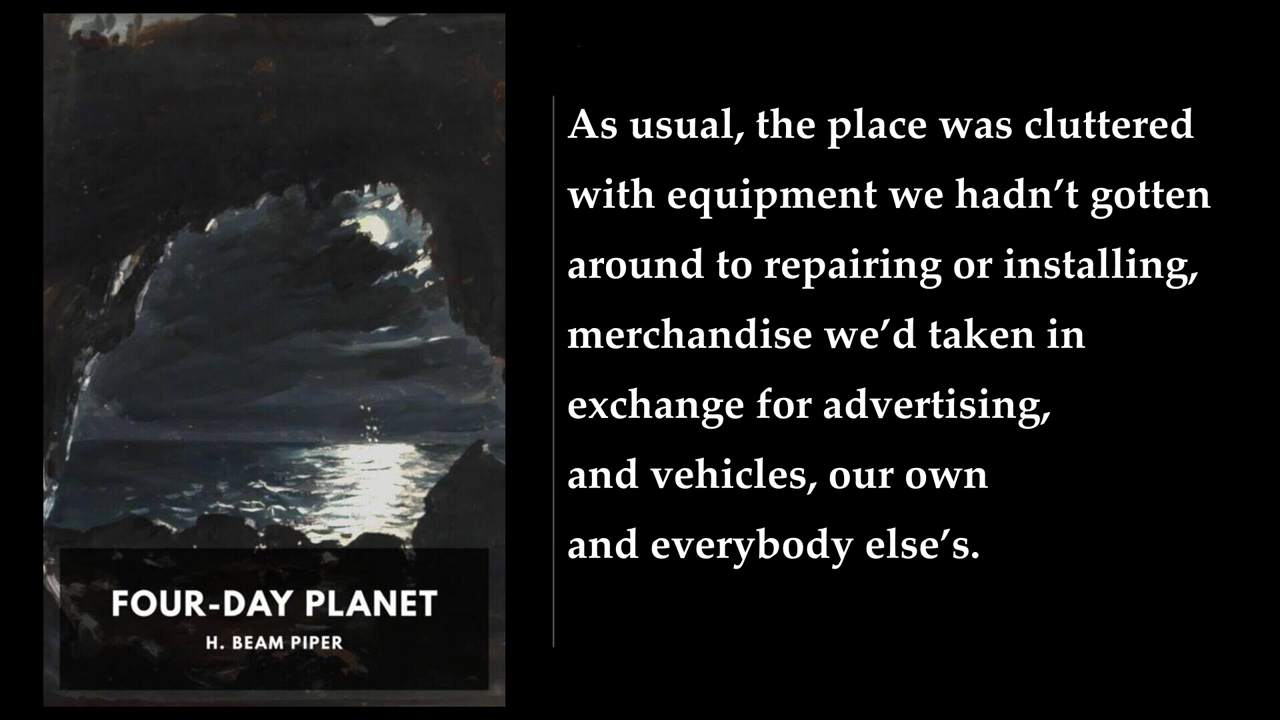 FOUR-DAY PLANET
H. BEAM PIPER
As usual, the place was cluttered
with equipment we hadn’t gotten
around to repairing or installing,
merchandise we’d taken in
exchange for advertising,
and vehicles, our own
and everybody else’s.